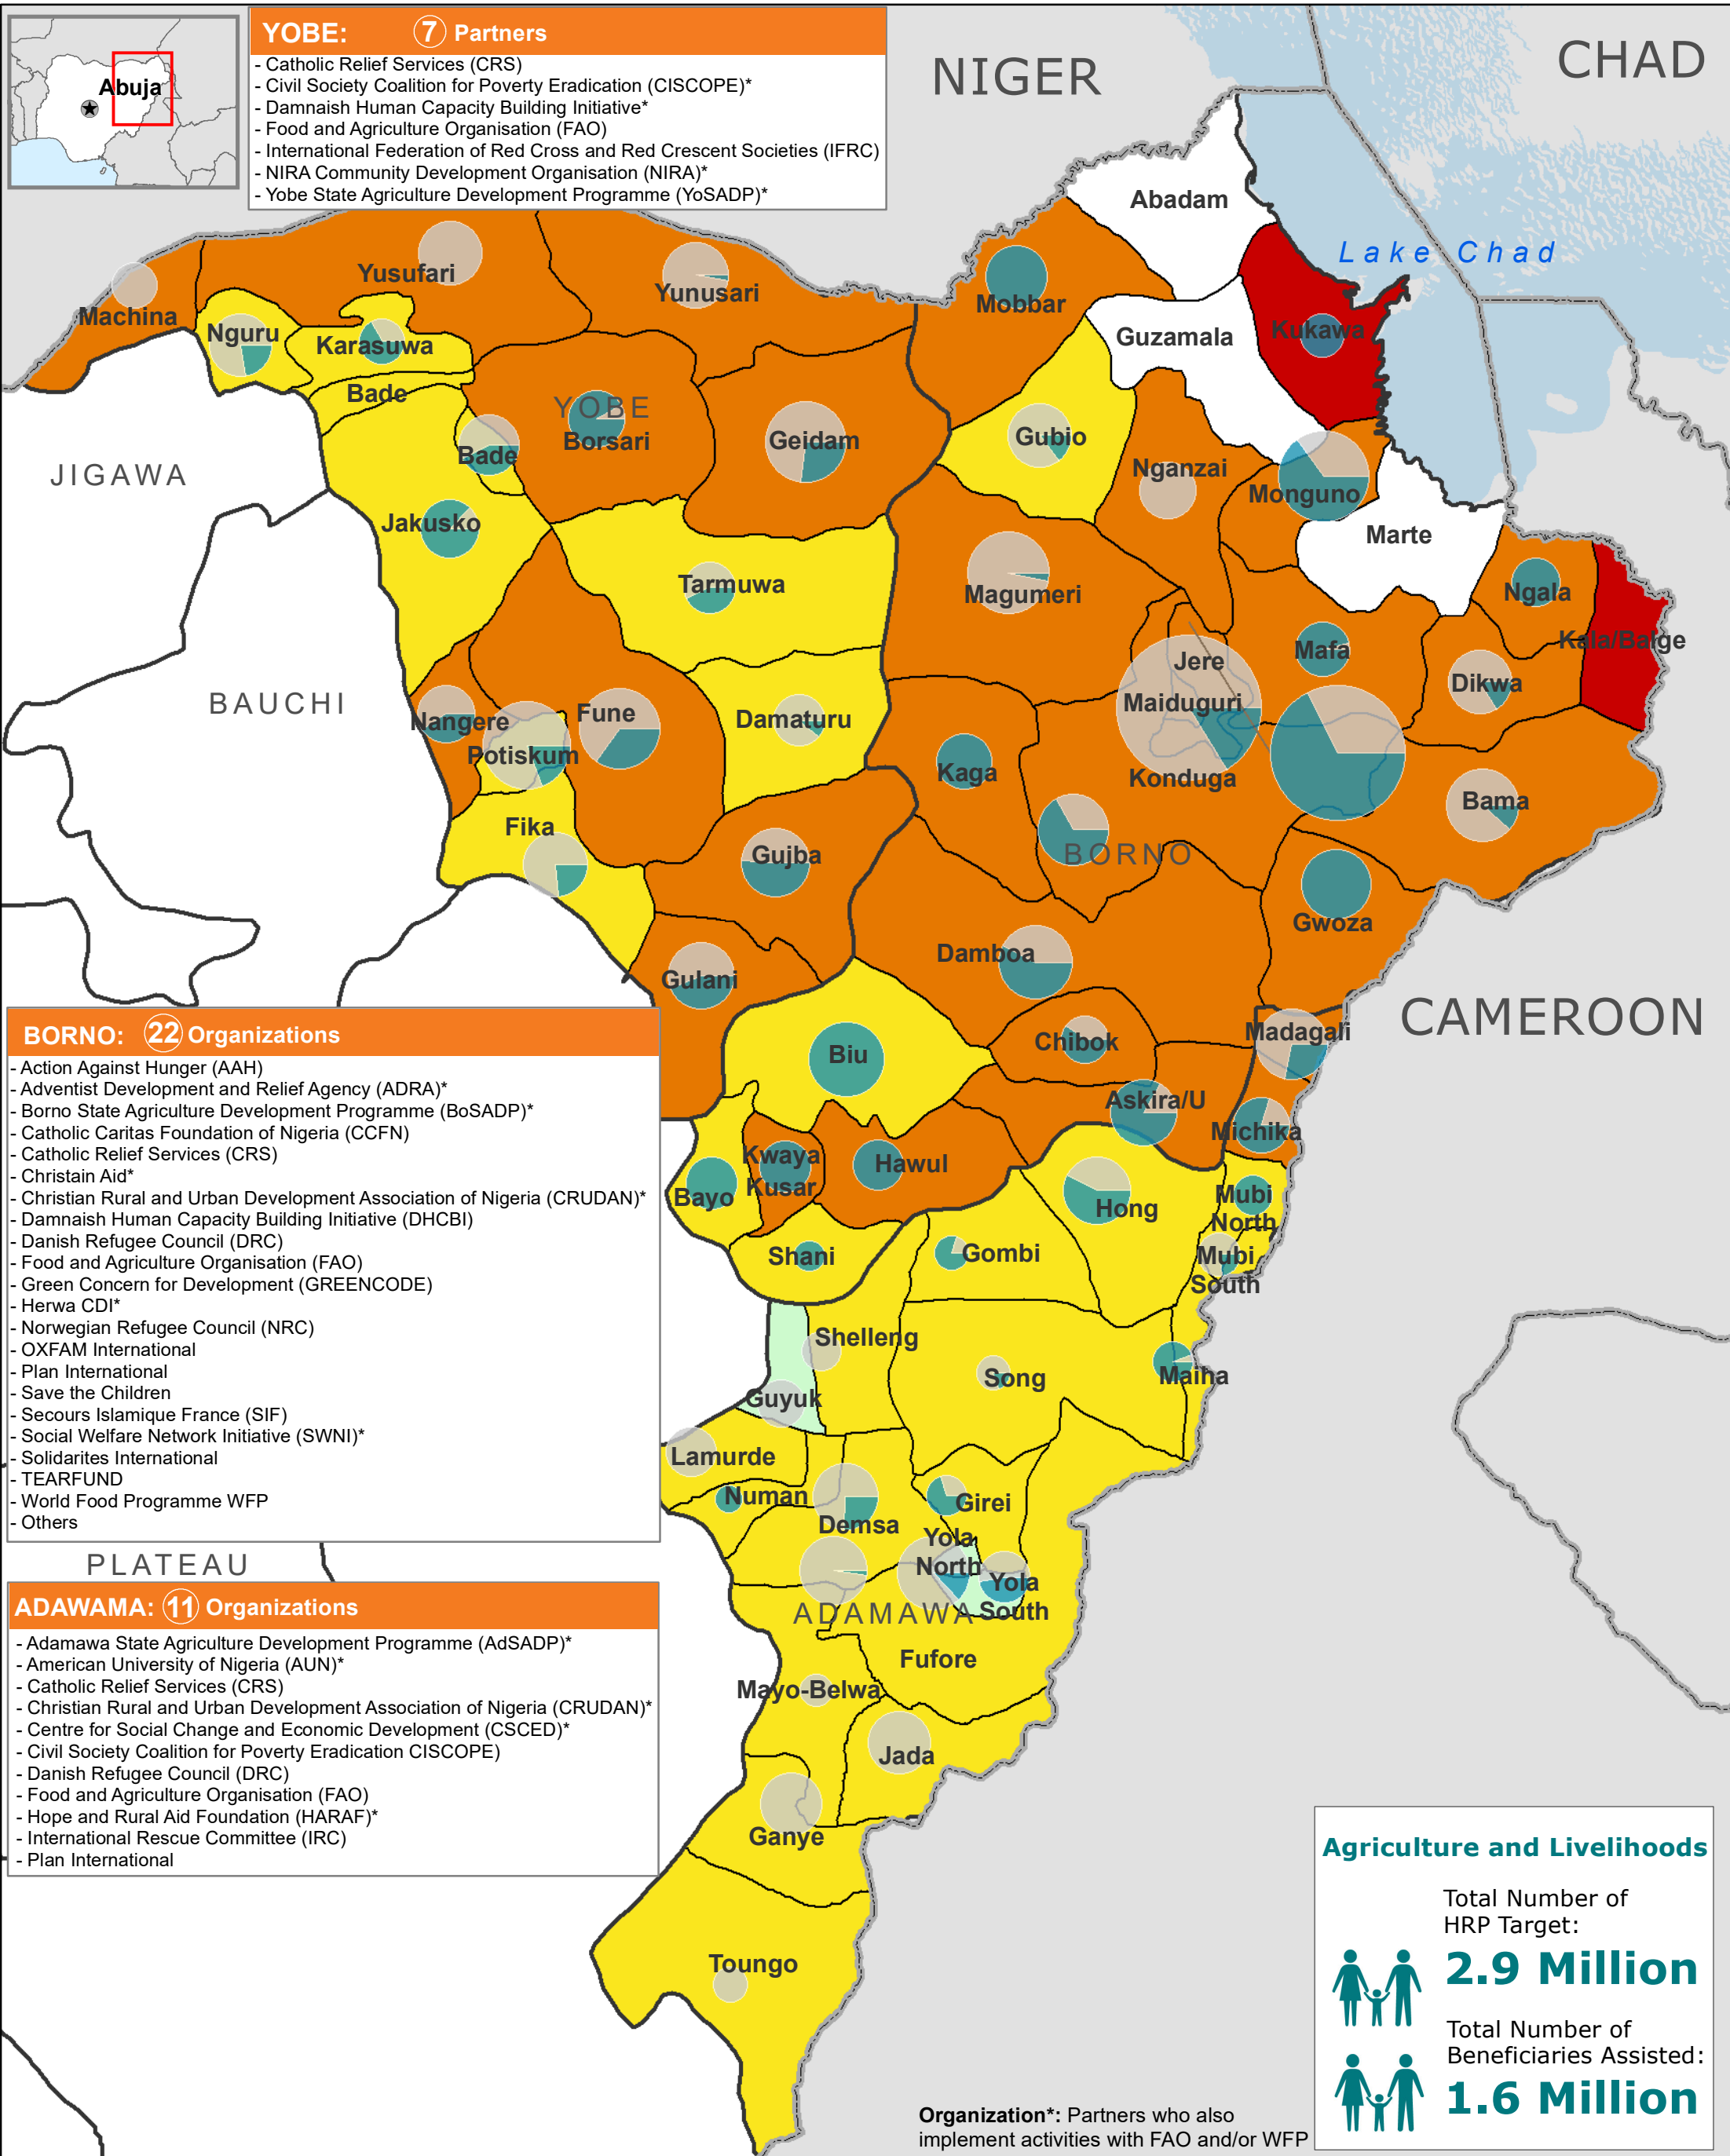 YOBE: 7 Partners
- Catholic Relief Services (CRS)
- Civil Society Coalition for Poverty Eradication (CISCOPE)*
- Damnaish Human Capacity Building Initiative*
- Food and Agriculture Organisation (FAO)
- International Federation of Red Cross and Red Crescent Societies (IFRC)
- NIRA Community Development Organisation (NIRA)*
- Yobe State Agriculture Development Programme (YoSADP)*
Abuja
NIGER
CHAD
Lake Chad
Abadam
Mobbar
Kukawa
Guzamala
Yusufari
Yunusari
Machina
Nguru
Karasuwa
Bade
YOBE
Borsari
Geidam
Bade
Gubio
Nganzai
Monguno
Marte
JIGAWA
Jakusko
Tarmuwa
Magumeri
Ngala
Mafa
Kala/Balge
Jere
Dikwa
BAUCHI
Maiduguri
Nangere
Fune
Damaturu
Potiskum
Kaga
Konduga
Bama
Fika
BORNO
Gujba
Gwoza
Damboa
Gulani
CAMEROON
Madagali
Chibok
Biu
Askira/U
Michika
Kwaya
Kusar
Hawul
Bayo
Hong
Mubi
North
Shani
Gombi
Mubi
South
Shelleng
Song
Maiha
Guyuk
Lamurde
Numan
Girei
Demsa
Yola
North
Yola
South
ADAMAWA
Fufore
Mayo-Belwa
Jada
Ganye
Toungo
BORNO: 22 Organizations
- Action Against Hunger (AAH)
- Adventist Development and Relief Agency (ADRA)*
- Borno State Agriculture Development Programme (BoSADP)*
- Catholic Caritas Foundation of Nigeria (CCFN)
- Catholic Relief Services (CRS)
- Christain Aid*
- Christian Rural and Urban Development Association of Nigeria (CRUDAN)*
- Damnaish Human Capacity Building Initiative (DHCBI)
- Danish Refugee Council (DRC)
- Food and Agriculture Organisation (FAO)
- Green Concern for Development (GREENCODE)
- Herwa CDI*
- Norwegian Refugee Council (NRC)
- OXFAM International
- Plan International
- Save the Children
- Secours Islamique France (SIF)
- Social Welfare Network Initiative (SWNI)*
- Solidarites International
- TEARFUND
- World Food Programme WFP
- Others
PLATEAU
ADAWAMA: 11 Organizations
- Adamawa State Agriculture Development Programme (AdSADP)*
- American University of Nigeria (AUN)*
- Catholic Relief Services (CRS)
- Christian Rural and Urban Development Association of Nigeria (CRUDAN)*
- Centre for Social Change and Economic Development (CSCED)*
- Civil Society Coalition for Poverty Eradication CISCOPE)
- Danish Refugee Council (DRC)
- Food and Agriculture Organisation (FAO)
- Hope and Rural Aid Foundation (HARAF)*
- International Rescue Committee (IRC)
- Plan International
Agriculture and Livelihoods
Total Number of
HRP Target:
2.9 Million
Total Number of
Beneficiaries Assisted:
1.6 Million
Organization*: Partners who also
implement activities with FAO and/or WFP